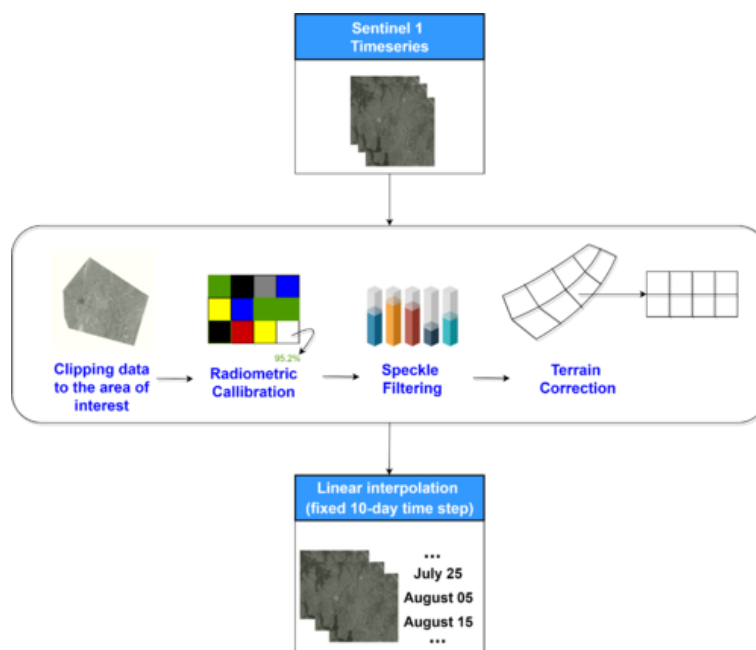 Sentinel 1
Timeseries
Clipping data
to the area of
interest
95.2%
Radiometric
Callibration
Speckle
Filtering
Terrain
Correction
Linear interpolation
(fixed 10-day time step)
...
July 25
August 05
August 15
...